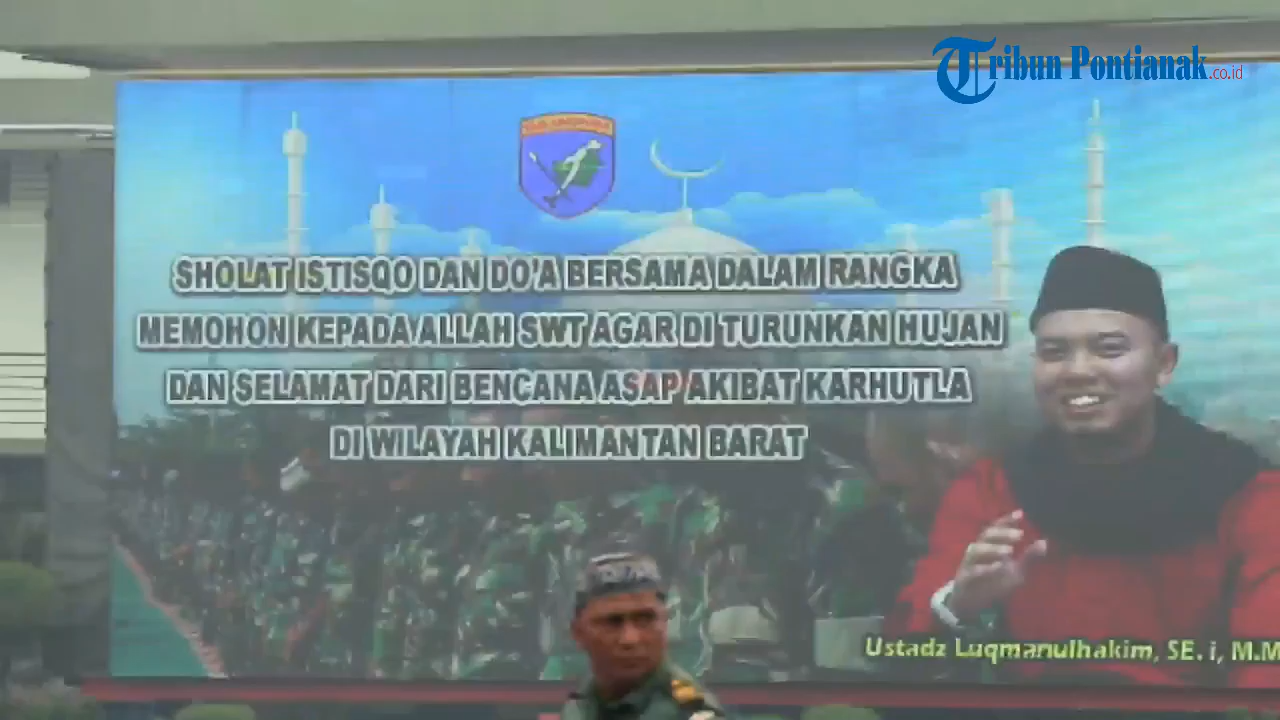 Tribun Pontianak.co.id
SHOLAT ISTISQO DAN DO'A BERSAMA DALAM RANGKA
MEMOHON KEPADA ALLAH SWT AGAR DI TURUNKAN HUJAN
DAN SELAMAT DARI BENCANA ASAP AKIBAT KARHUTLA
DI WILAYAH KALIMANTAN BARAT
Ustadz Luqmanulhakim, SE. i, M.M